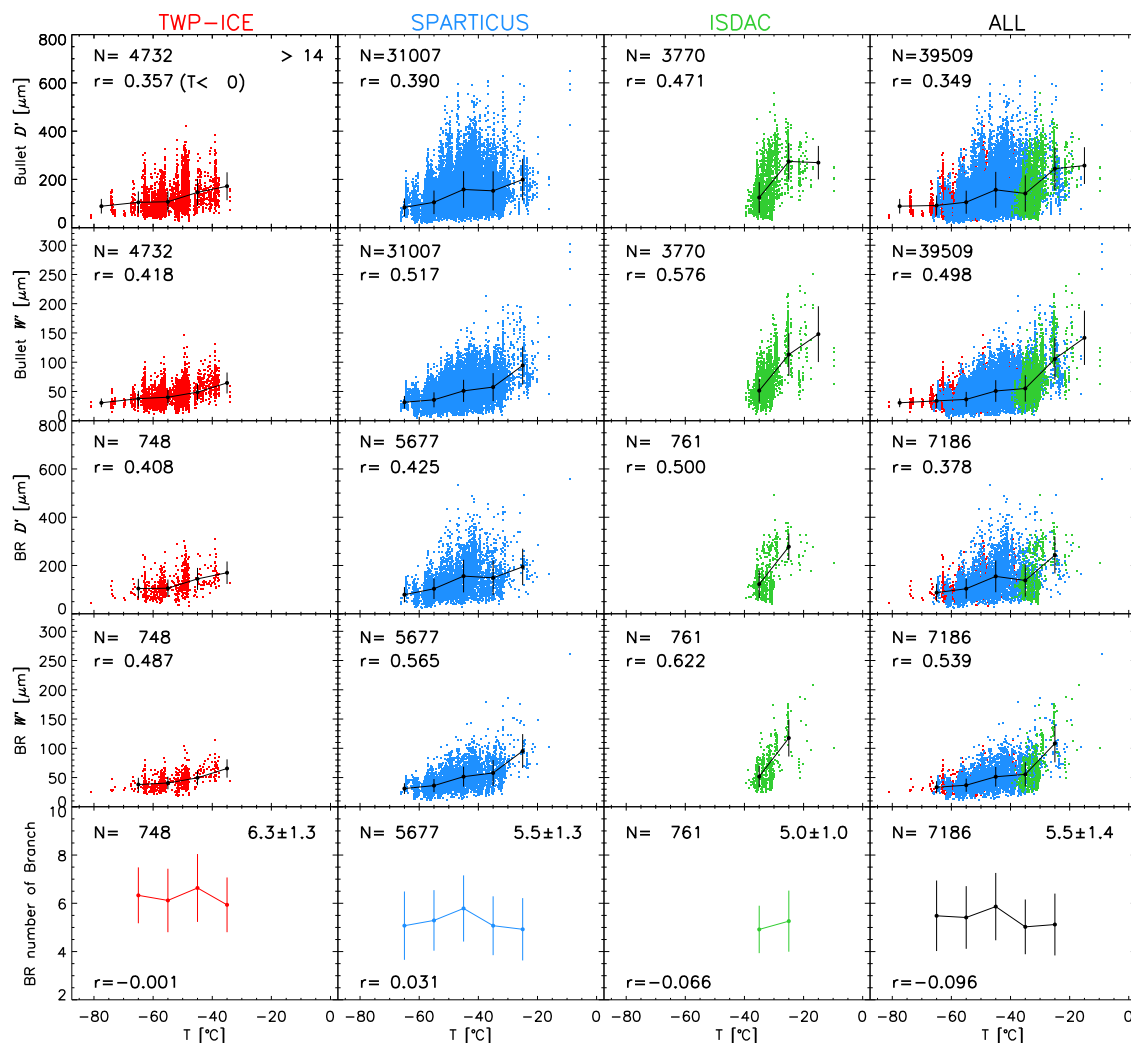 TWP-ICE SPARTICUS ISDAC ALL
800
600
400
200
0
Bullet D' [μm]
N= 4732 > 14
r= 0.357 (T< 0)
N=31007
r= 0.390
N= 3770
r= 0.471
N=39509
r= 0.349
300
250
200
150
100
50
0
Bullet W' [μm]
N= 4732
r= 0.418
N=31007
r= 0.517
N= 3770
r= 0.576
N=39509
r= 0.498
800
600
400
200
0
BR D' [μm]
N= 748
r= 0.408
N= 5677
r= 0.425
N= 761
r= 0.500
N= 7186
r= 0.378
300
250
200
150
100
50
0
BR W' [μm]
N= 748
r= 0.487
N= 5677
r= 0.565
N= 761
r= 0.622
N= 7186
r= 0.539
10
8
6
4
2
BR number of Branch
N= 748 6.3±1.3
r=-0.001
N= 5677 5.5±1.3
r= 0.031
N= 761 5.0±1.0
r=-0.066
N= 7186 5.5±1.4
r=-0.096
-80 -60 -40 -20 0
-80 -60 -40 -20 0
-80 -60 -40 -20 0
-80 -60 -40 -20 0
T [°C] T [°C] T [°C] T [°C]